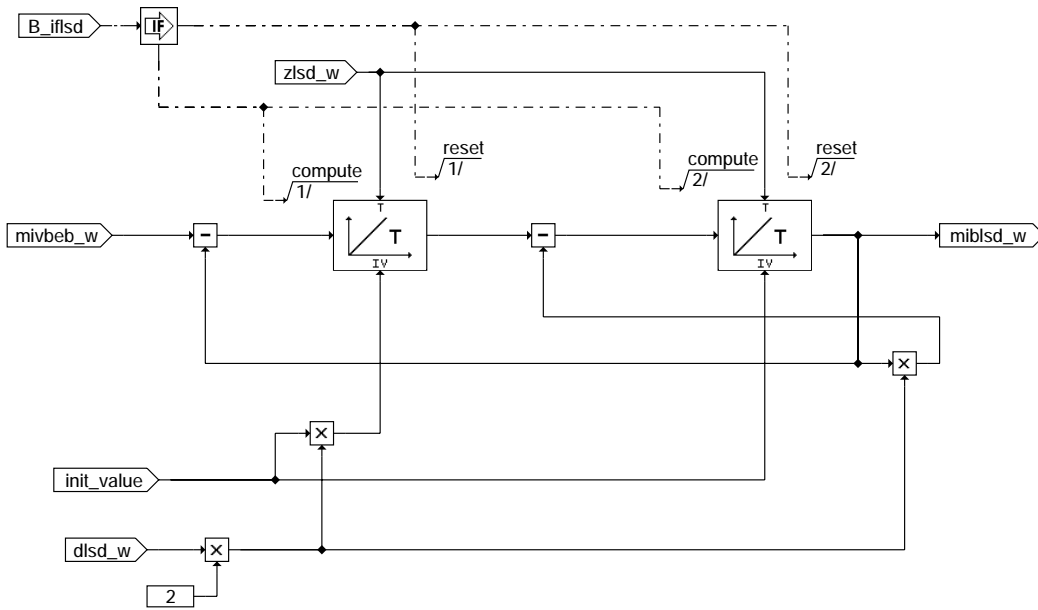 B_iflsd
IF
zlsd_w
compute
1/
reset
1/
compute
2/
reset
2/
T
T
IV
T
T
IV
mivbeb_w
−
−
miblsd_w
×
×
init_value
dlsd_w
×
2